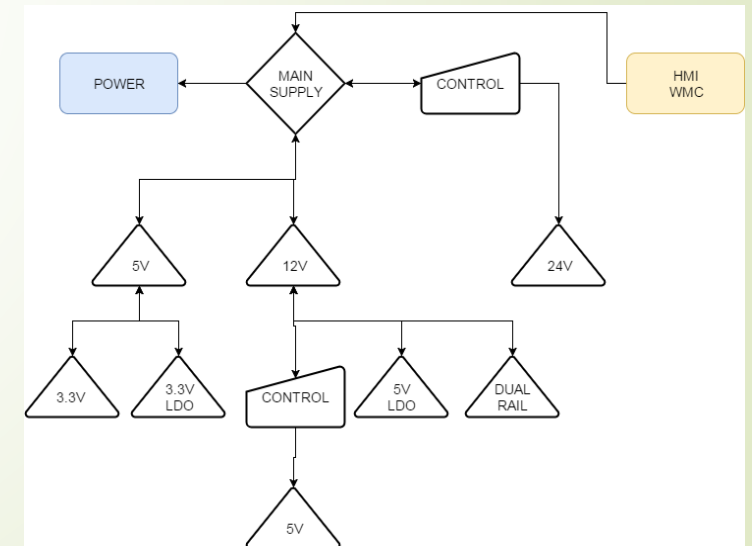 POWER
MAIN
SUPPLY
CONTROL
HMI
WMC
5V
12V
24V
3.3V
3.3V
LDO
CONTROL
5V
LDO
DUAL
RAIL
5V